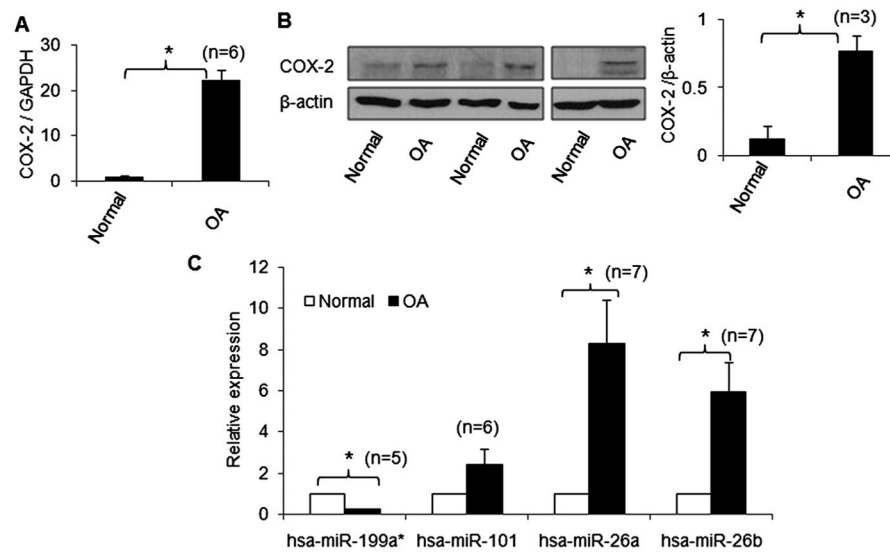 A
COX-2 / GAPDH
30
20
10
0
*
(n=6)
Normal
OA
B
COX-2
β-actin
Normal
OA
Normal
OA
Normal
OA
COX-2/β-actin
1
0.5
0
*
(n=3)
Normal
OA
C
Relative expression
12
10
8
6
4
2
0
Normal
OA
* (n=5)
(n=6)
* (n=7)
* (n=7)
hsa-miR-199a*
hsa-miR-101
hsa-miR-26a
hsa-miR-26b